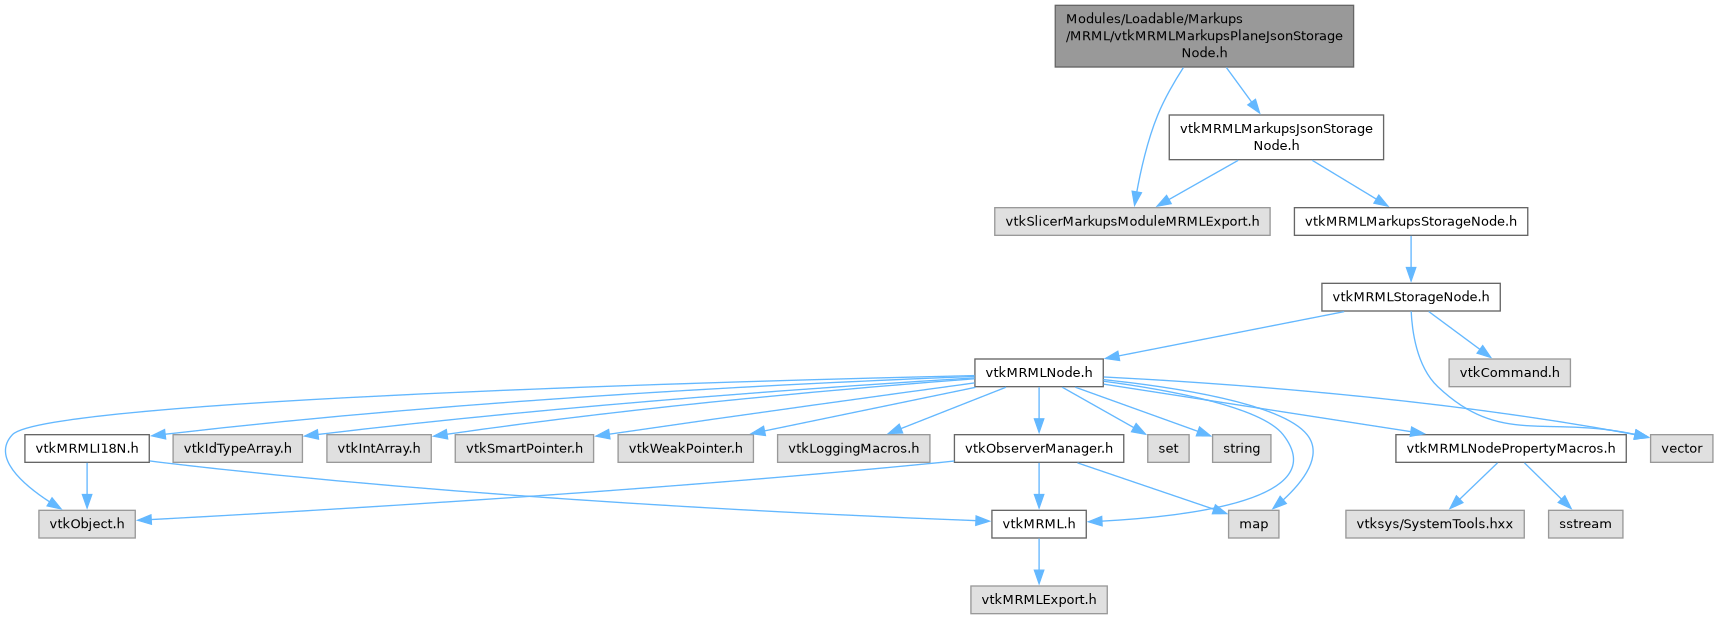 Modules/Loadable/Markups
/MRML/vtkMRMLMarkupsPlaneJsonStorage
Node.h
vtkMRMLMarkupsJsonStorage
Node.h
vtkSlicerMarkupsModuleMRMLExport.h
vtkMRMLMarkupsStorageNode.h
vtkMRMLStorageNode.h
vtkMRMLNode.h
vtkCommand.h
vtkMRMLI18N.h
vtkIdTypeArray.h
vtkIntArray.h
vtkSmartPointer.h
vtkWeakPointer.h
vtkLoggingMacros.h
vtkObserverManager.h
set
string
vtkMRMLNodePropertyMacros.h
vector
vtkObject.h
vtkMRML.h
map
vtksys/SystemTools.hxx
sstream
vtkMRMLExport.h